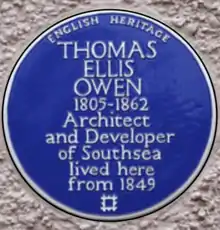 ENGLISH HERITAGE
THOMAS
ELLIS
OWEN
1805-1862
Architect
and Developer
of Southsea
lived here
from 1849